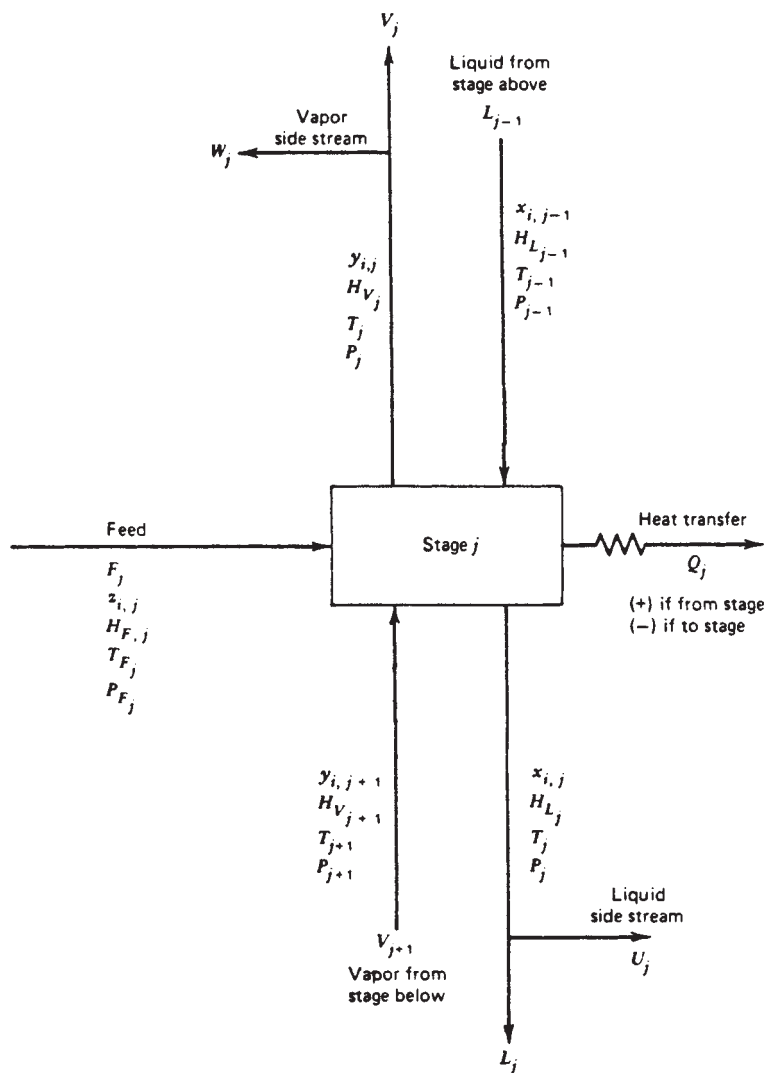 V_j
Liquid from
stage above
L_{j-1}
Vapor
side stream
W_j
x_{i, j-1}
H_{L_{j-1}}
T_{j-1}
P_{j-1}
y_{i,j}
H_{V_j}
T_j
P_j
Feed
F_j
z_{i,j}
H_{F,j}
T_{F_j}
P_{F_j}
Stage j
Heat transfer
Q_j
(+) if from stage
(−) if to stage
y_{i, j+1}
H_{V_{j+1}}
T_{j+1}
P_{j+1}
V_{j+1}
Vapor from
stage below
x_{i,j}
H_{L_j}
T_j
P_j
Liquid
side stream
U_j
L_j